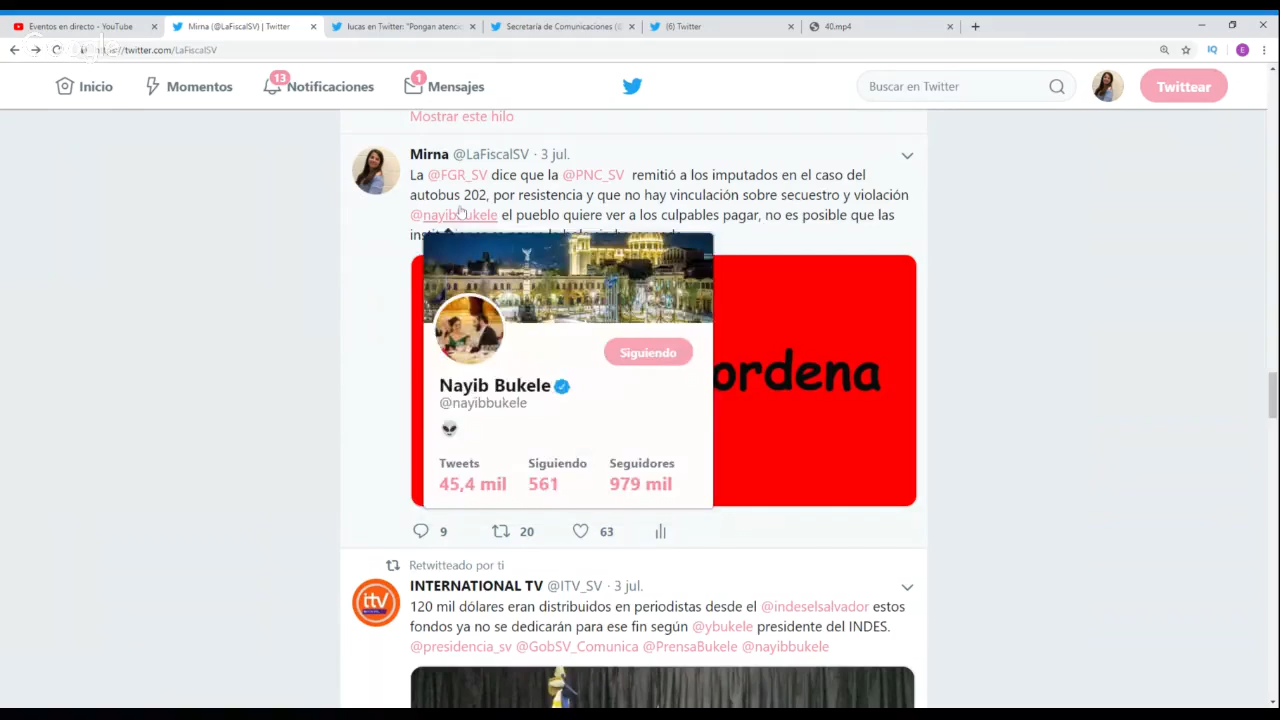 Eventos en directo - YouTube
Mirna (@LaFiscalSV) | Twitter
lucas en Twitter: "Pongan atenc
Secretaría de Comunicaciones (@
(6) Twitter
40.mp4
twitter.com/LaFiscalSV
IQ
E
Inicio
Momentos
13
Notificaciones
1
Mensajes
Buscar en Twitter
Twittear
Mostrar este hilo
Mirna @LaFiscalSV · 3 jul.
La @FGR_SV dice que la @PNC_SV remitió a los imputados en el caso del
autobus 202, por resistencia y que no hay vinculación sobre secuestro y violación
@nayibbukele el pueblo quiere ver a los culpables pagar, no es posible que las
ordena
Siguiendo
Nayib Bukele
@nayibbukele
Tweets Siguiendo Seguidores
45,4 mil 561 979 mil
9 20 63
Retwitteado por ti
INTERNATIONAL TV @ITV_SV · 3 jul.
itv
120 mil dólares eran distribuidos en periodistas desde el @indeselsalvador estos
fondos ya no se dedicarán para ese fin según @ybukele presidente del INDES.
@presidencia_sv @GobSV_Comunica @PrensaBukele @nayibbukele